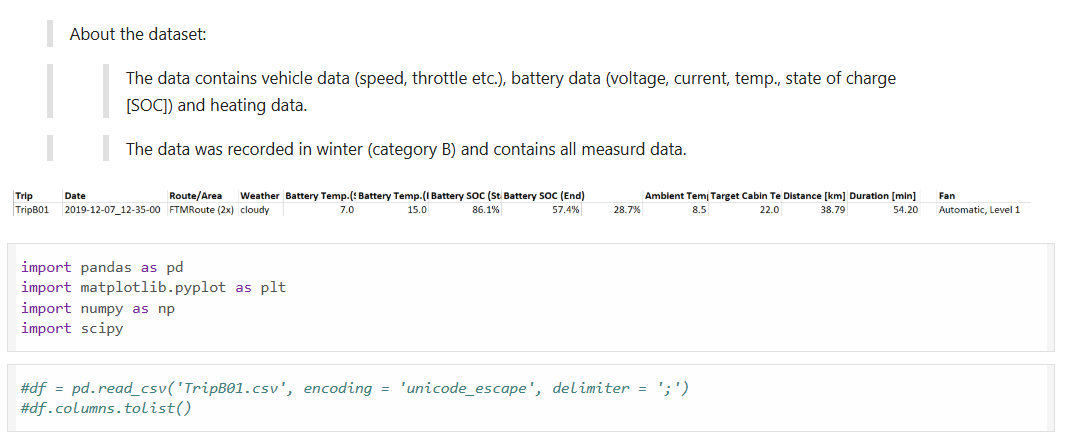 About the dataset:
The data contains vehicle data (speed, throttle etc.), battery data (voltage, current, temp., state of charge
[SOC]) and heating data.
The data was recorded in winter (category B) and contains all measurd data.
Trip Date Route/Area Weather Battery Temp.(S Battery Temp.(I Battery SOC (St Battery SOC (End) Ambient Temp Target Cabin Te Distance [km] Duration [min] Fan
TripB01 2019-12-07_12-35-00 FTMRoute (2x) cloudy 7.0 15.0 86.1% 57.4% 28.7% 8.5 22.0 38.79 54.20 Automatic, Level 1
import pandas as pd
import matplotlib.pyplot as plt
import numpy as np
import scipy
#df = pd.read_csv('TripB01.csv', encoding = 'unicode_escape', delimiter = ';')
#df.columns.tolist()